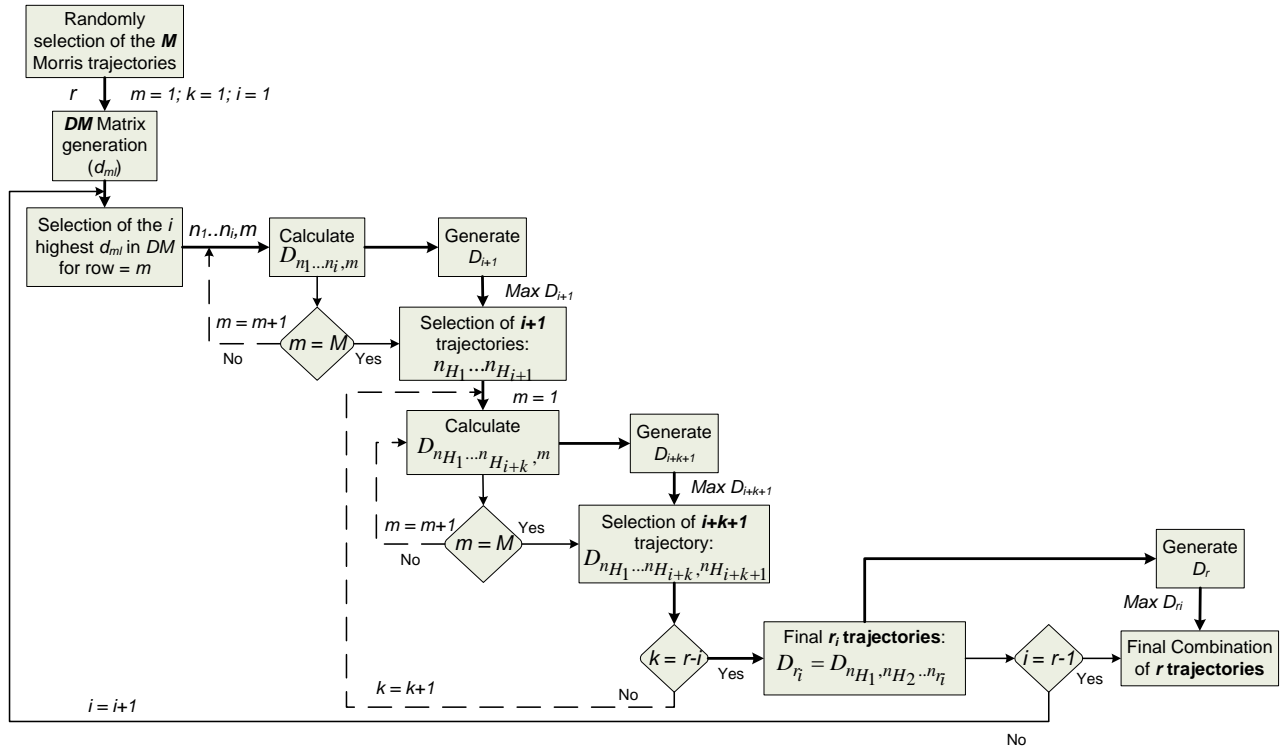 Randomly
selection of the M
Morris trajectories
r
m = 1; k = 1; i = 1
DM Matrix
generation
(dml)
Selection of the i
highest dml in DM
for row = m
n1..ni,m
Calculate
Dn1...ni,m
Generate
Di+1
Max Di+1
m = m+1
No
m = M
Yes
Selection of i+1
trajectories:
nH1...nHi+1
m = 1
Calculate
DnH1...nHi+k,m
Generate
Di+k+1
Max Di+k+1
m = m+1
No
m = M
Yes
Selection of i+k+1
trajectory:
DnH1...nHi+k,nHi+k+1
k = r-i
Yes
No
k = k+1
Final ri trajectories:
Dri = DnH1,nH2..nri
i = r-1
Yes
No
i = i+1
Generate
Dr
Max Dri
Final Combination
of r trajectories